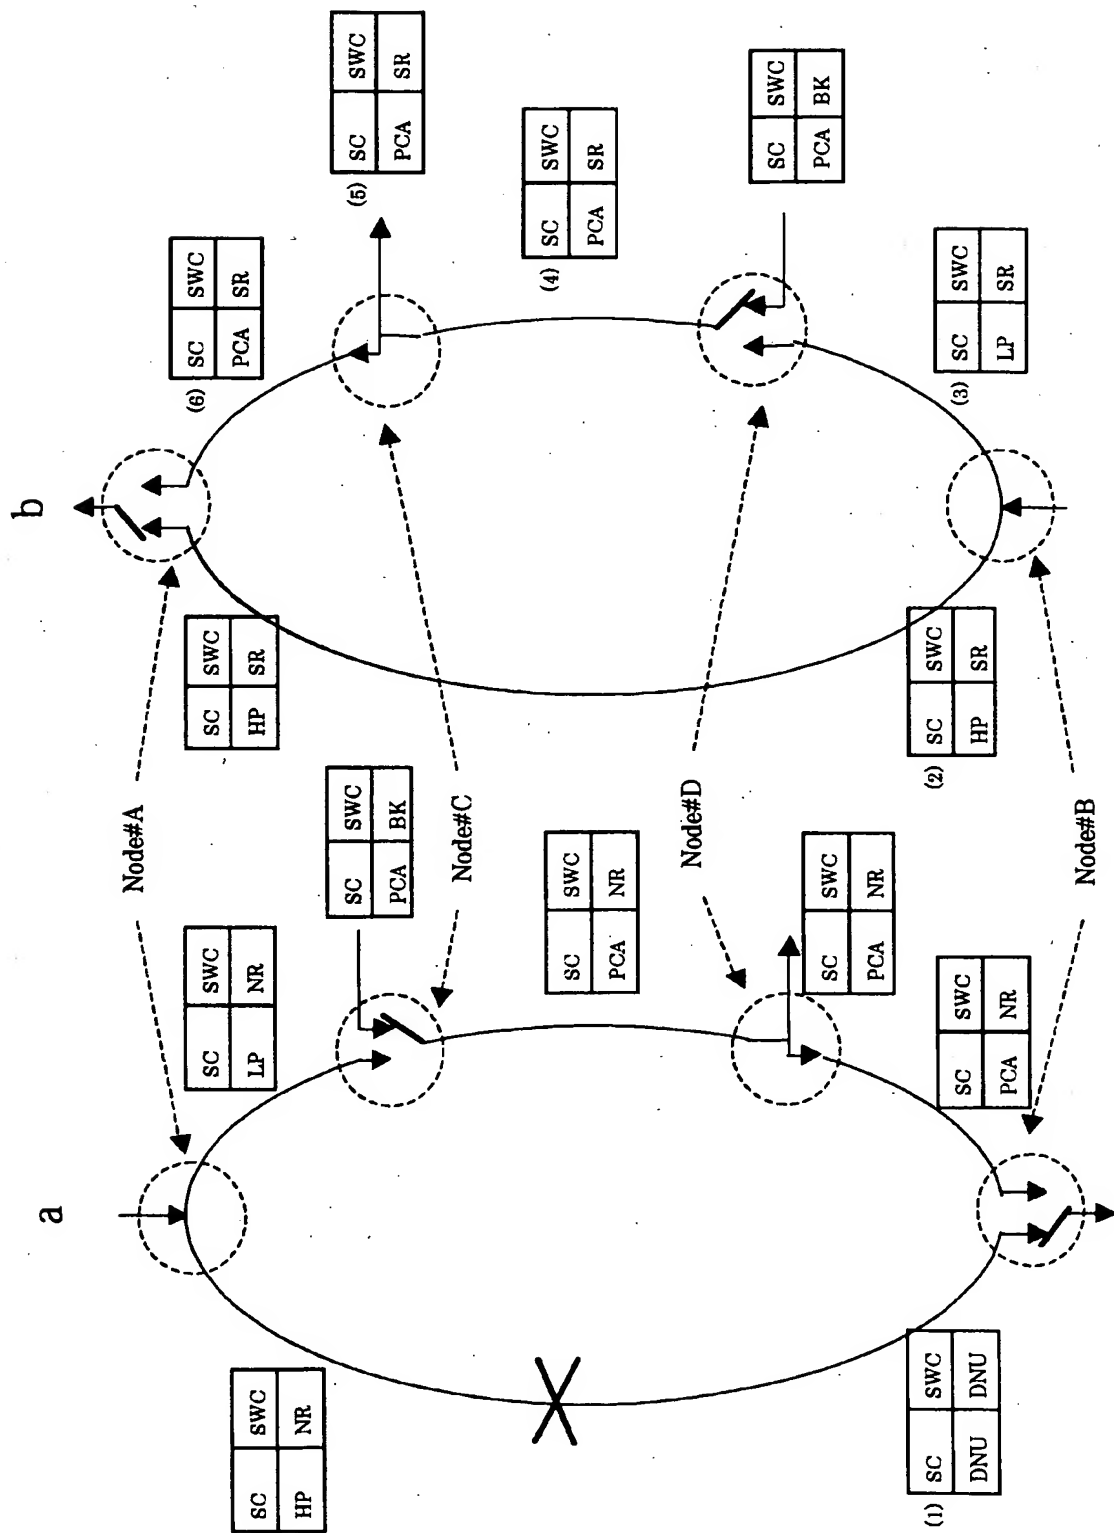 a
b
Node#A
SC SWC
HP NR
SC SWC
LP NR
SC SWC
HP SR
(6)
SC SWC
PCA SR
SC SWC
PCA BK
(5)
SC SWC
PCA SR
Node#C
SC SWC
PCA NR
(4)
SC SWC
PCA SR
Node#D
SC SWC
PCA NR
SC SWC
PCA BK
(1)
SC SWC
DNU DNU
SC SWC
PCA NR
(2)
SC SWC
HP SR
(3)
SC SWC
LP SR
Node#B